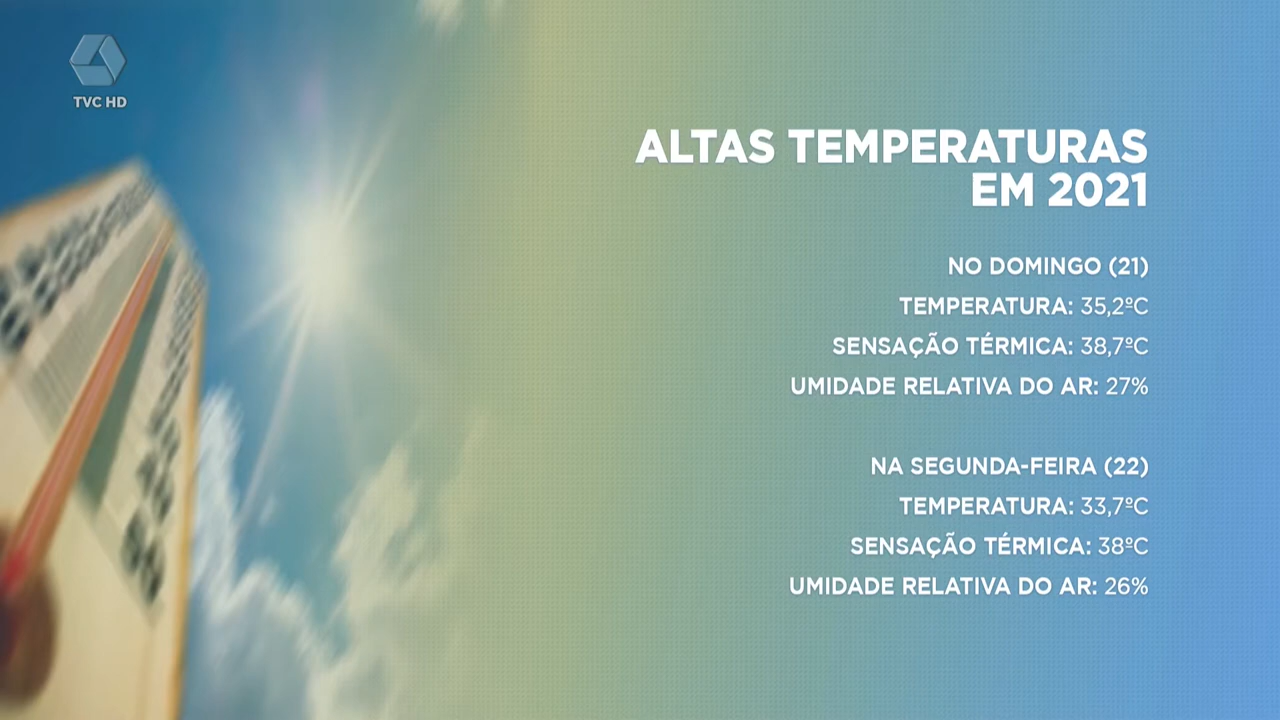 TVC HD
ALTAS TEMPERATURAS
EM 2021
NO DOMINGO (21)
TEMPERATURA: 35,2ºC
SENSAÇÃO TÉRMICA: 38,7ºC
UMIDADE RELATIVA DO AR: 27%
NA SEGUNDA-FEIRA (22)
TEMPERATURA: 33,7ºC
SENSAÇÃO TÉRMICA: 38ºC
UMIDADE RELATIVA DO AR: 26%